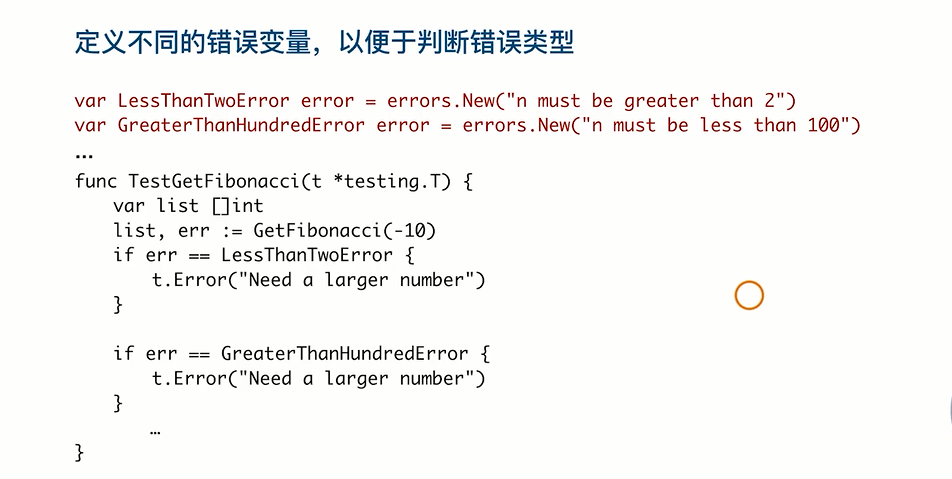 定义不同的错误变量，以便于判断错误类型
var LessThanTwoError error = errors.New("n must be greater than 2")
var GreaterThanHundredError error = errors.New("n must be less than 100")
…
func TestGetFibonacci(t *testing.T) {
var list []int
list, err := GetFibonacci(-10)
if err == LessThanTwoError {
t.Error("Need a larger number")
}
if err == GreaterThanHundredError {
t.Error("Need a larger number")
}
…
}